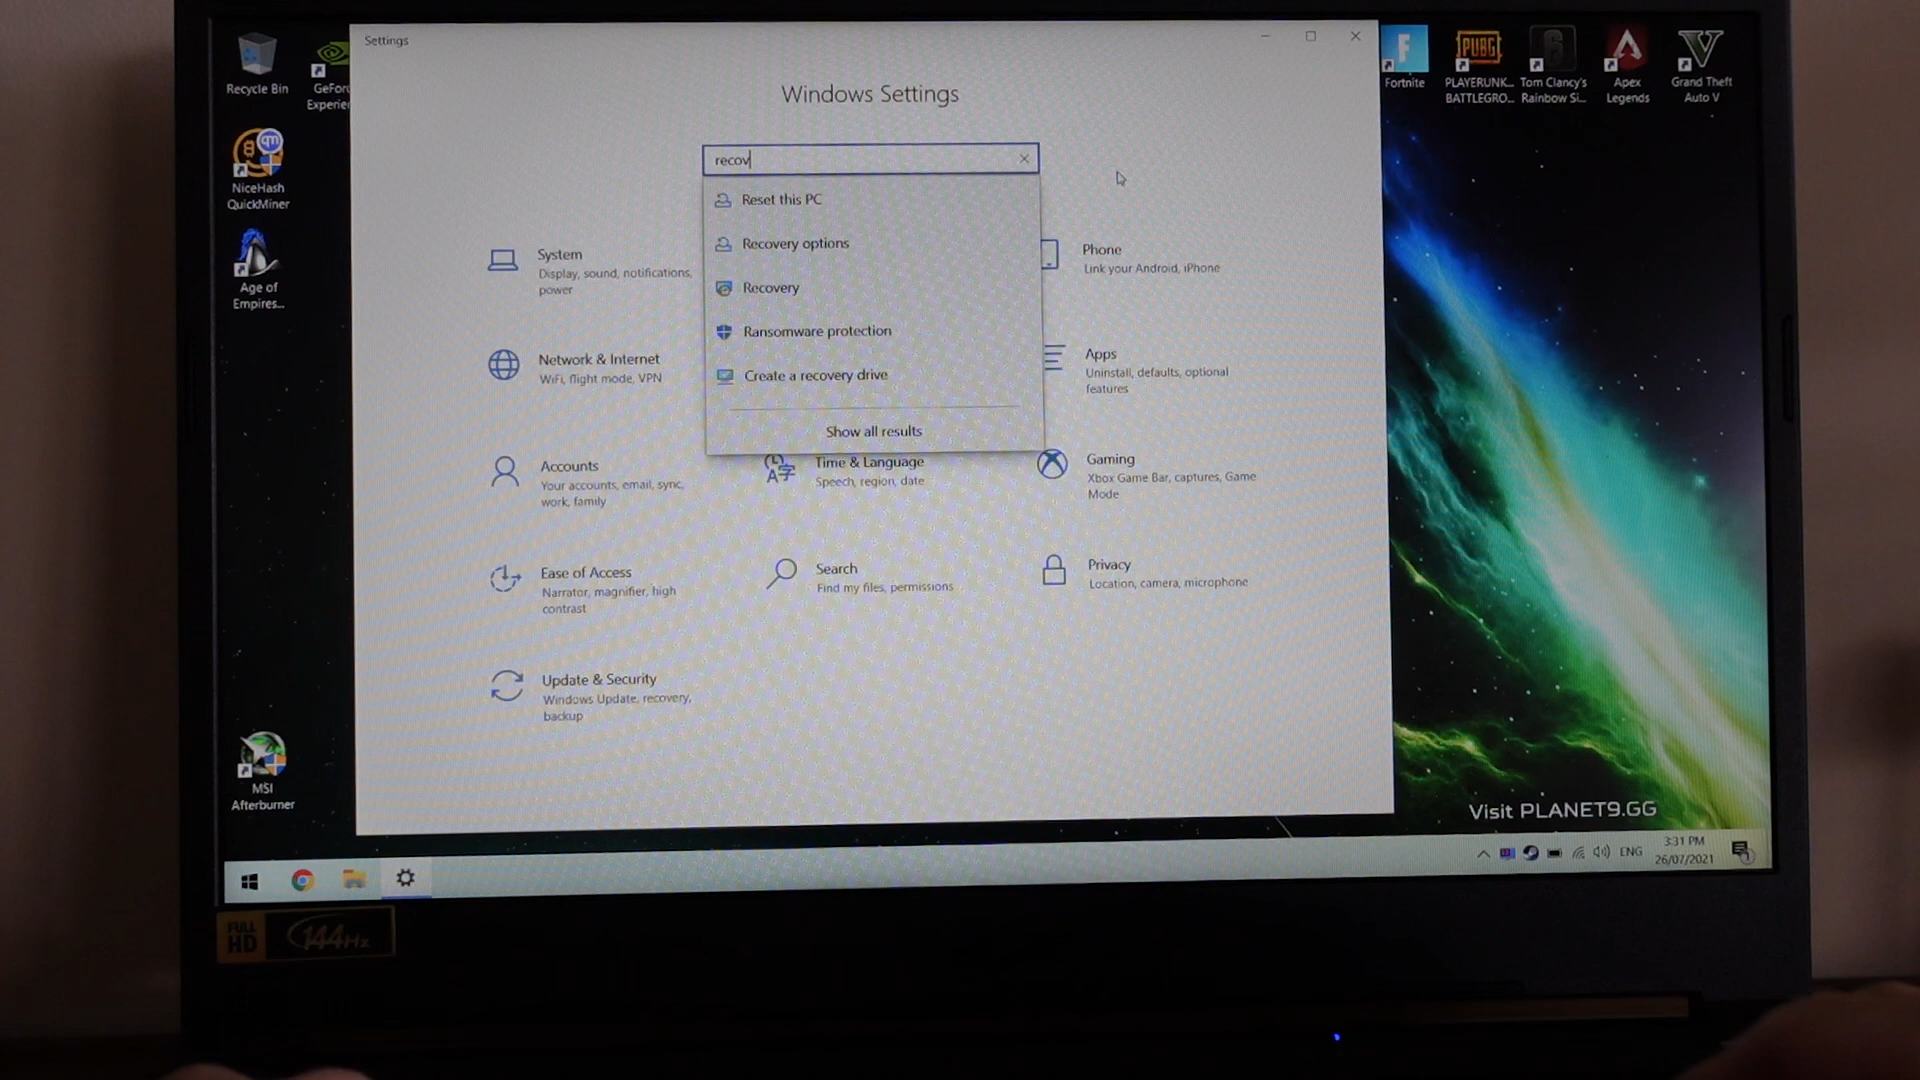 Settings
Windows Settings
recov
Reset this PC
Recovery options
Recovery
Ransomware protection
Create a recovery drive
Show all results
System
Display, sound, notifications,
power
Phone
Link your Android, iPhone
Network & Internet
WiFi, flight mode, VPN
Apps
Uninstall, defaults, optional
features
Accounts
Your accounts, email, sync,
work, family
Time & Language
Speech, region, date
Gaming
Xbox Game Bar, captures, Game
Mode
Ease of Access
Narrator, magnifier, high
contrast
Search
Find my files, permissions
Privacy
Location, camera, microphone
Update & Security
Windows Update, recovery,
backup
Recycle Bin
GeForc
Experien
NiceHash
QuickMiner
Age of
Empires...
MSI
Afterburner
Fortnite
PUBG
PLAYERUNK...
BATTLEGRO...
Tom Clancy's
Rainbow Si...
Apex
Legends
Grand Theft
Auto V
Visit PLANET9.GG
ENG
3:31 PM
26/07/2021
FULL
HD
144Hz